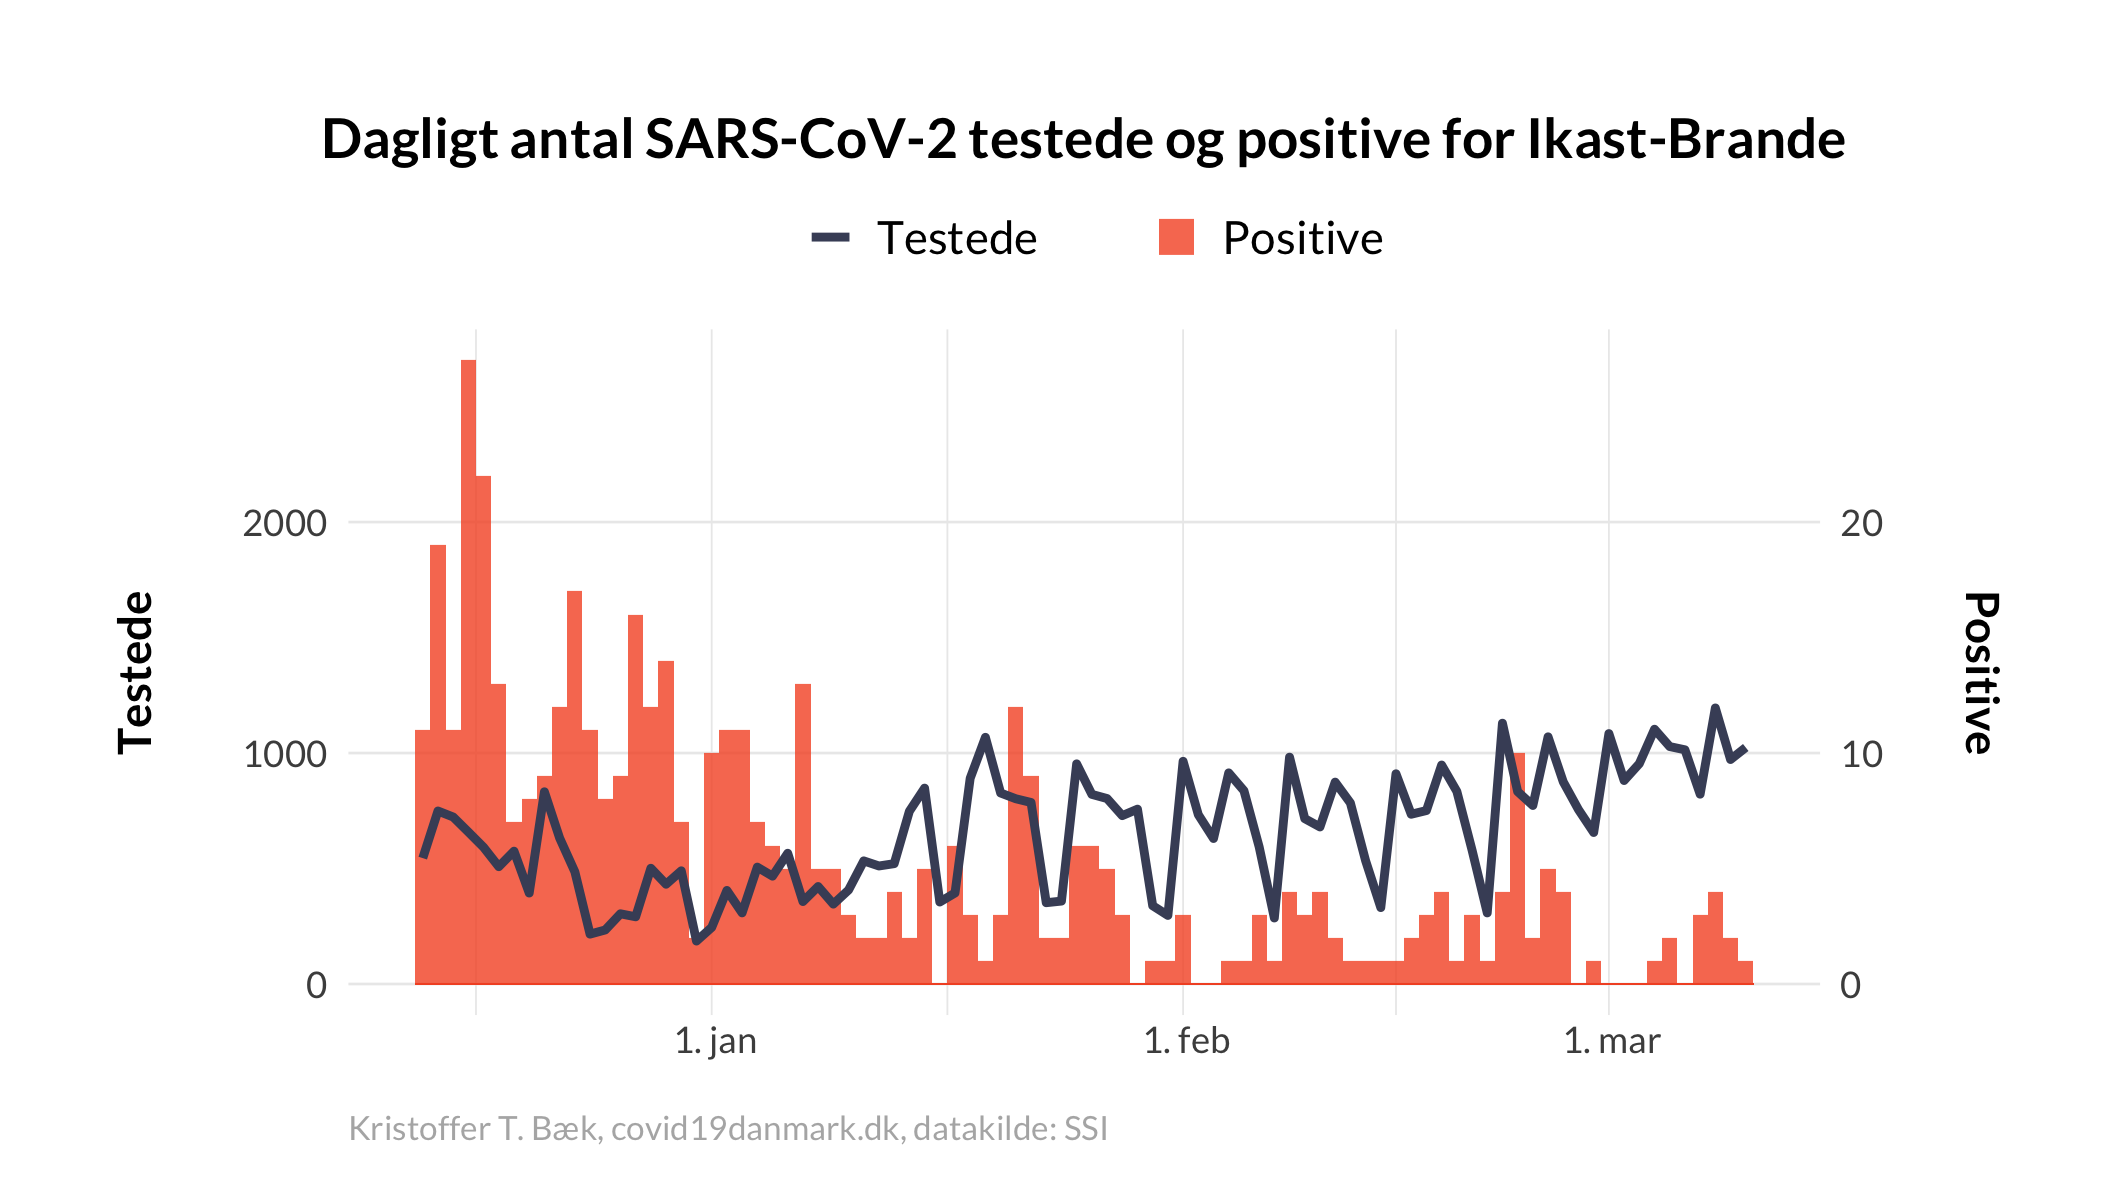 Dagligt antal SARS-CoV-2 testede og positive for Ikast-Brande
Testede
Positive
2000
1000
0
Testede
20
10
0
Positive
1. jan
1. feb
1. mar
Kristoffer T. Bæk, covid19danmark.dk, datakilde: SSI